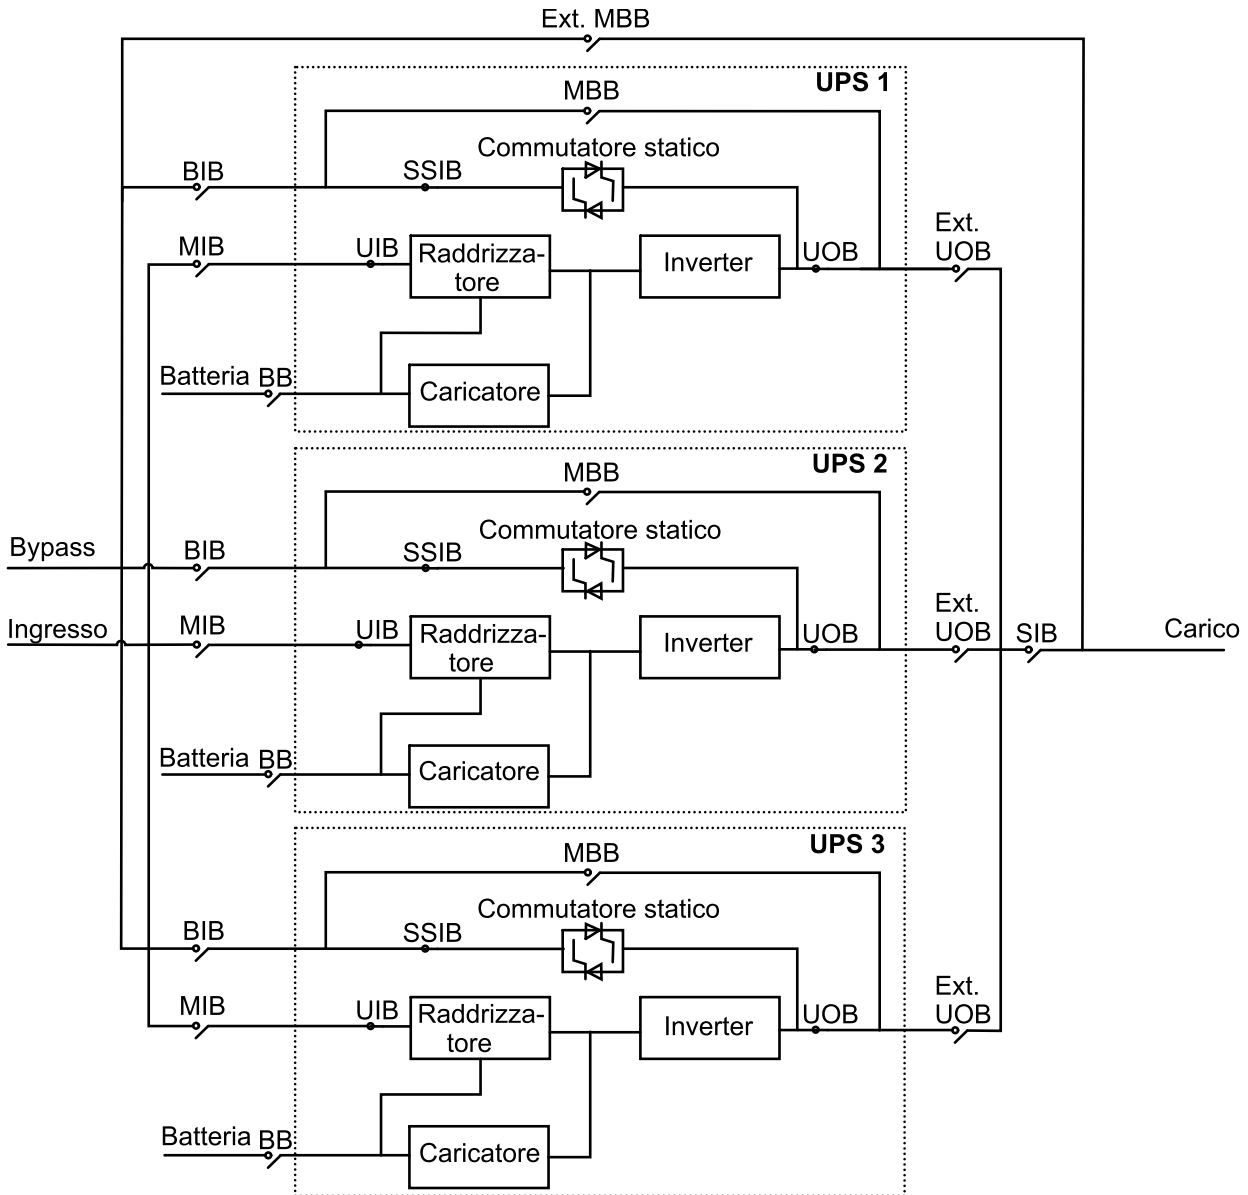 Ext. MBB
UPS 1
MBB
Commutatore statico
BIB
SSIB
MIB
UIB
Raddrizza-
tore
Inverter
UOB
Ext.
UOB
Batteria BB
Caricatore
UPS 2
MBB
Commutatore statico
Bypass
BIB
SSIB
Ingresso
MIB
UIB
Raddrizza-
tore
Inverter
UOB
Ext.
UOB
SIB
Carico
Batteria BB
Caricatore
UPS 3
MBB
Commutatore statico
BIB
SSIB
MIB
UIB
Raddrizza-
tore
Inverter
UOB
Ext.
UOB
Batteria BB
Caricatore